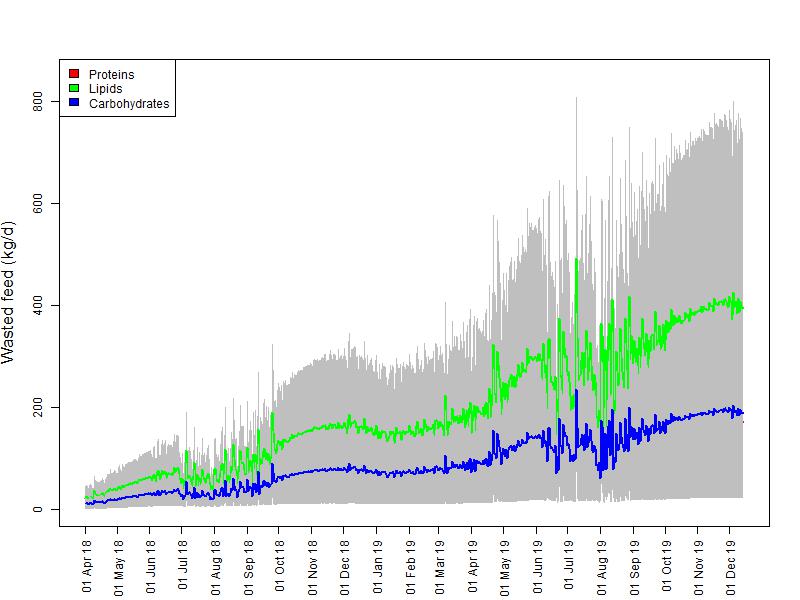 Proteins
Lipids
Carbohydrates
Wasted feed (kg/d)
800
600
400
200
0
01 Apr 18
01 May 18
01 Jun 18
01 Jul 18
01 Aug 18
01 Sep 18
01 Oct 18
01 Nov 18
01 Dec 18
01 Jan 19
01 Feb 19
01 Mar 19
01 Apr 19
01 May 19
01 Jun 19
01 Jul 19
01 Aug 19
01 Sep 19
01 Oct 19
01 Nov 19
01 Dec 19